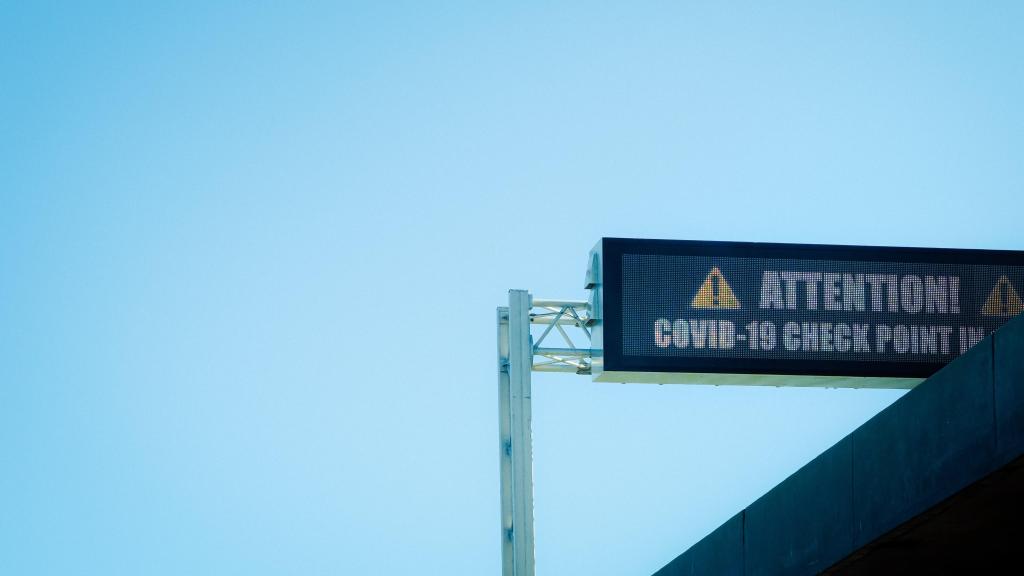 ATTENTION!
COVID-19 CHECK POINT IN